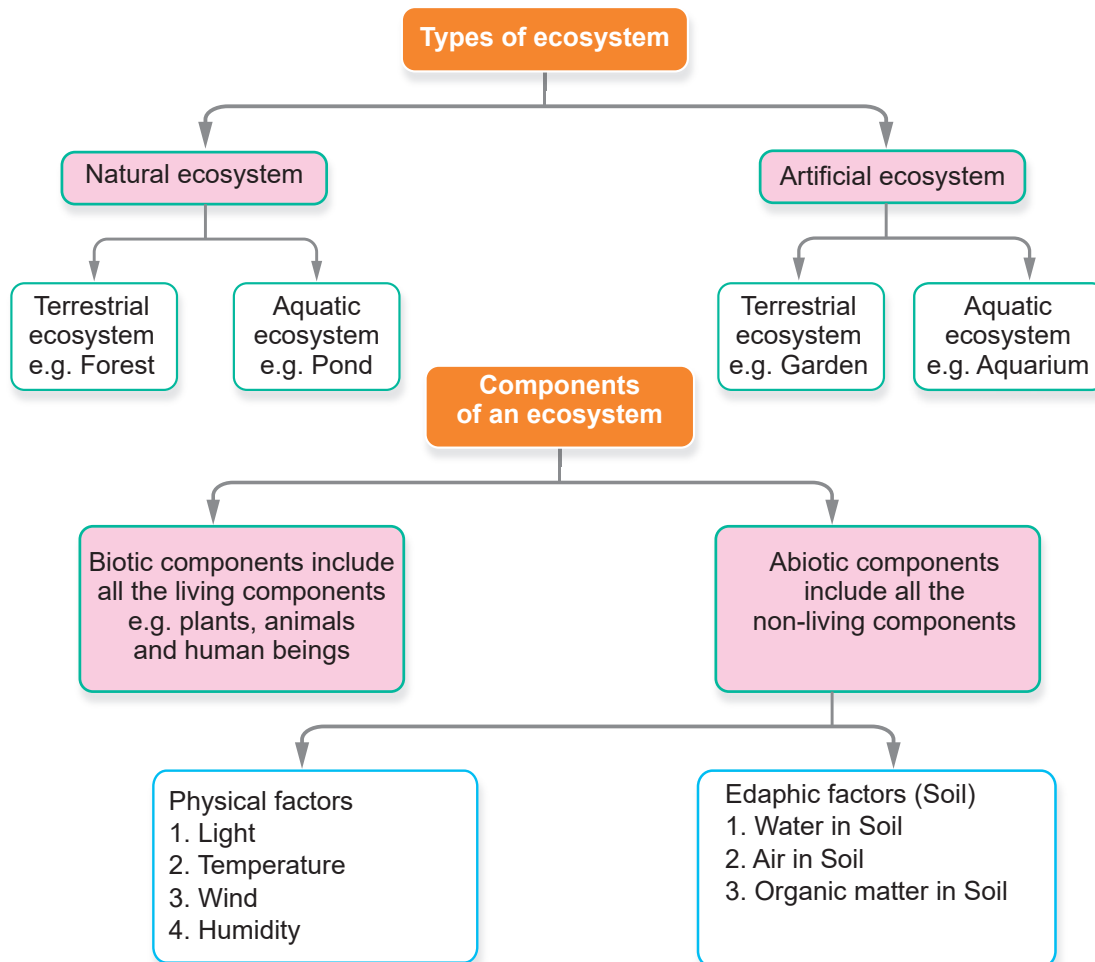 Types of ecosystem
Natural ecosystem
Artificial ecosystem
Terrestrial
ecosystem
e.g. Forest
Aquatic
ecosystem
e.g. Pond
Terrestrial
ecosystem
e.g. Garden
Aquatic
ecosystem
e.g. Aquarium
Components
of an ecosystem
Biotic components include
all the living components
e.g. plants, animals
and human beings
Abiotic components
include all the
non-living components
Physical factors
1. Light
2. Temperature
3. Wind
4. Humidity
Edaphic factors (Soil)
1. Water in Soil
2. Air in Soil
3. Organic matter in Soil